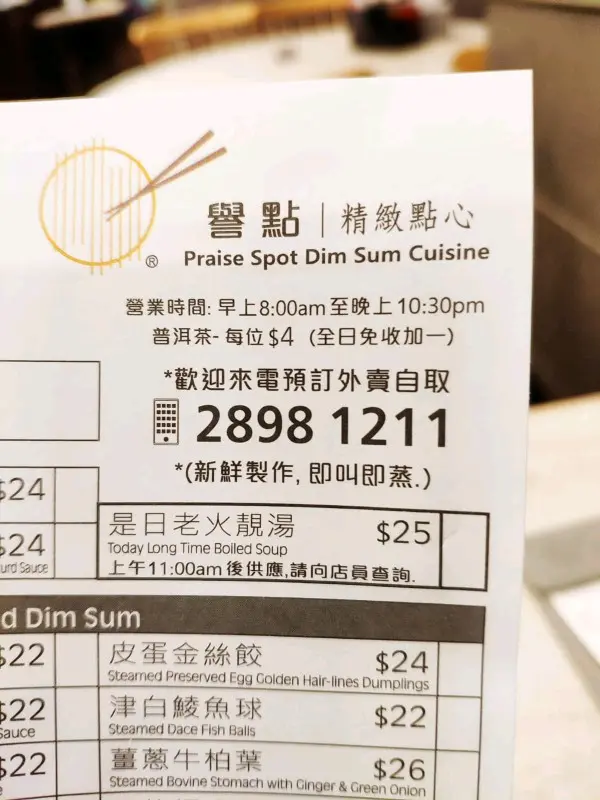 譽點 | 精緻點心
®
Praise Spot Dim Sum Cuisine
營業時間: 早上8:00am至晚上10:30pm
普洱茶- 每位$4 (全日免收加一)
*歡迎來電預訂外賣自取
2898 1211
*(新鮮製作, 即叫即蒸.)
$24
$24
urd Sauce
是日老火靚湯 $25
Today Long Time Boiled Soup
上午11:00am後供應,請向店員查詢.
d Dim Sum
$22
皮蛋金絲餃 $24
Steamed Preserved Egg Golden Hair-lines Dumplings
$22
Sauce
津白鯪魚球 $22
Steamed Dace Fish Balls
$22
薑蔥牛柏葉 $26
Steamed Bovine Stomach with Ginger & Green Onion